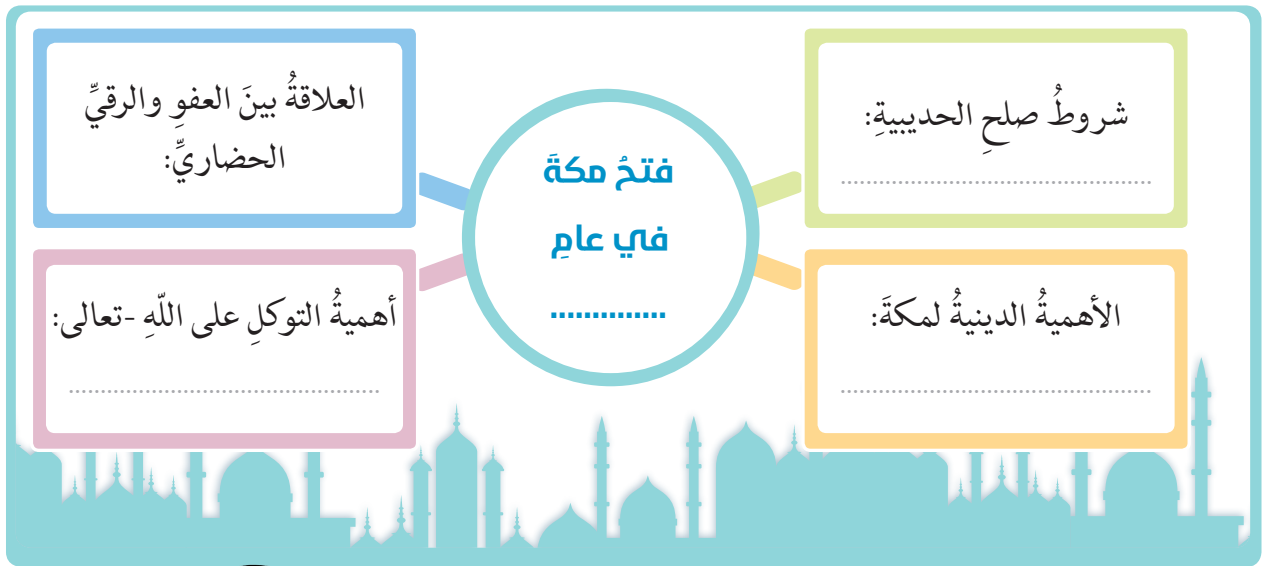 شروطُ صلحِ الحديبيةِ:
................................................
العلاقةُ بينَ العفوِ والرقيِّ
الحضاريِّ:
فتحُ مكةَ
في عامِ
..............
الأهميةُ الدينيةُ لمكةَ:
................................................
أهميةُ التوكلِ على اللّهِ -تعالى:
................................................